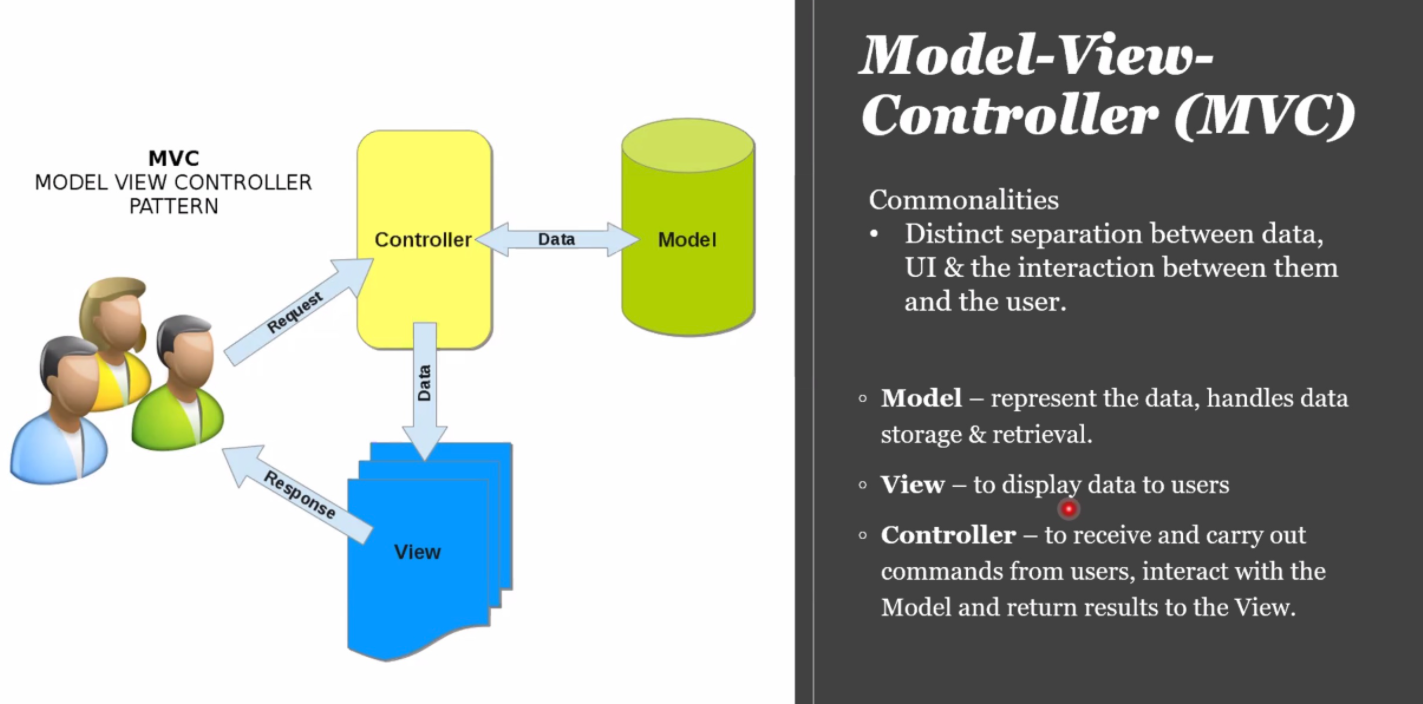 MVC
MODEL VIEW CONTROLLER
PATTERN
Controller
Data
Model
Request
Data
Response
View
Model-View-
Controller (MVC)
Commonalities
• Distinct separation between data,
UI & the interaction between them
and the user.
◦ Model – represent the data, handles data
storage & retrieval.
◦ View – to display data to users
◦ Controller – to receive and carry out
commands from users, interact with the
Model and return results to the View.